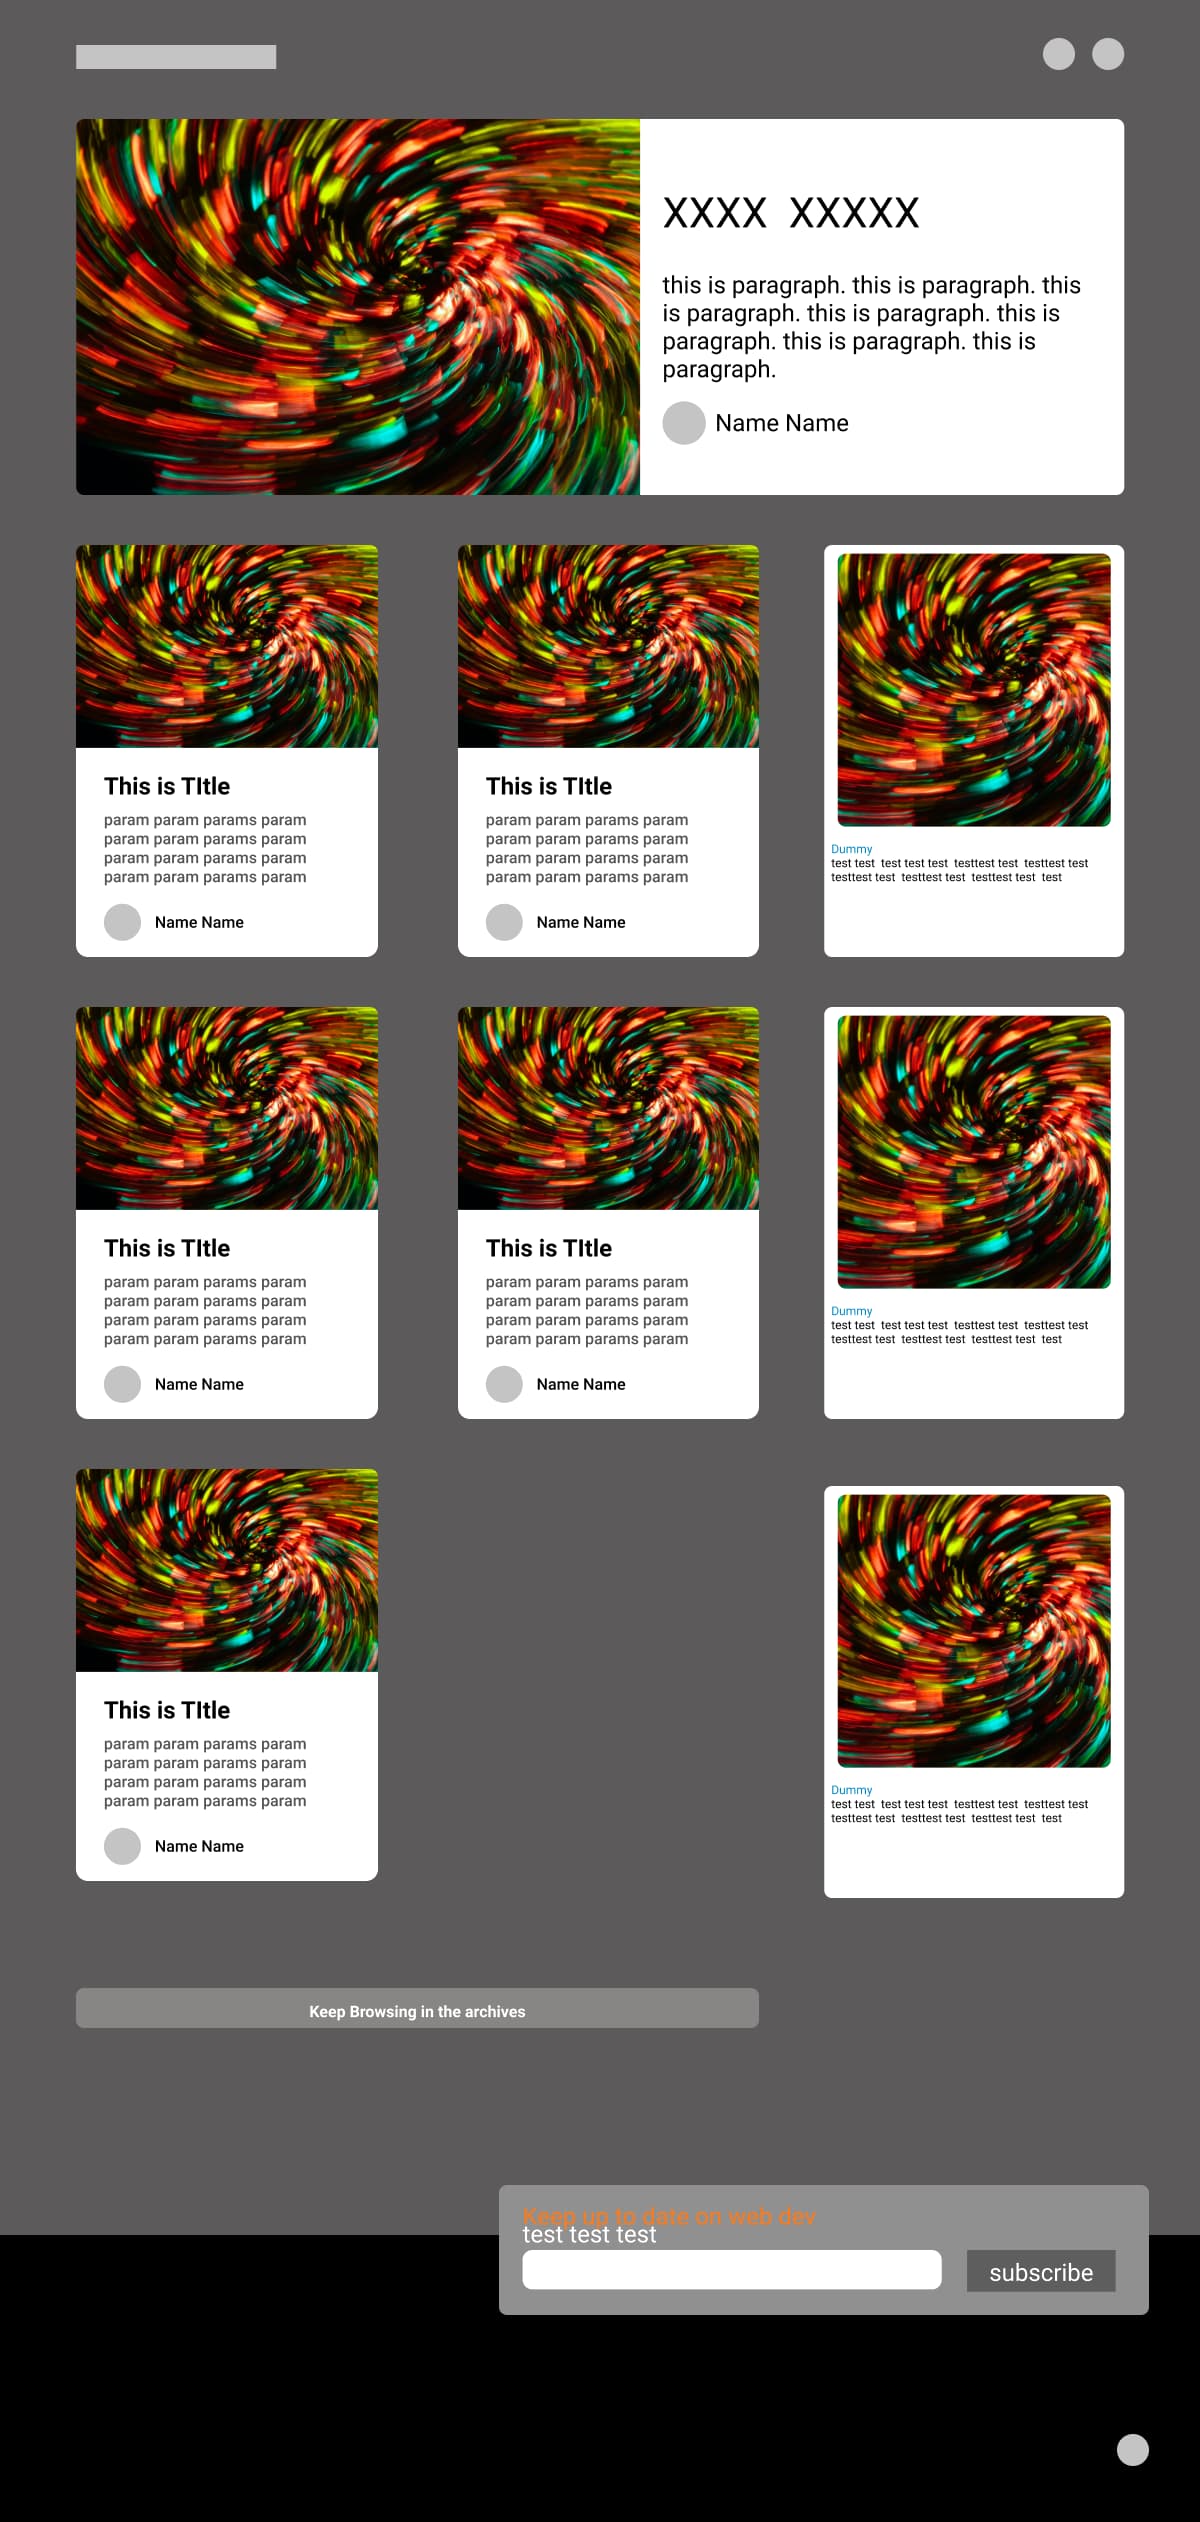 XXXX XXXXX
this is paragraph. this is paragraph. this
is paragraph. this is paragraph. this is
paragraph. this is paragraph. this is
paragraph.
Name Name
This is TItle
param param params param
param param params param
param param params param
param param params param
Name Name
This is TItle
param param params param
param param params param
param param params param
param param params param
Name Name
Dummy
test test test test test testtest test testtest test
testtest test testtest test testtest test test
This is TItle
param param params param
param param params param
param param params param
param param params param
Name Name
This is TItle
param param params param
param param params param
param param params param
param param params param
Name Name
Dummy
test test test test test testtest test testtest test
testtest test testtest test testtest test test
This is TItle
param param params param
param param params param
param param params param
param param params param
Name Name
Dummy
test test test test test testtest test testtest test
testtest test testtest test testtest test test
Keep Browsing in the archives
Keep up to date on web dev
test test test
subscribe